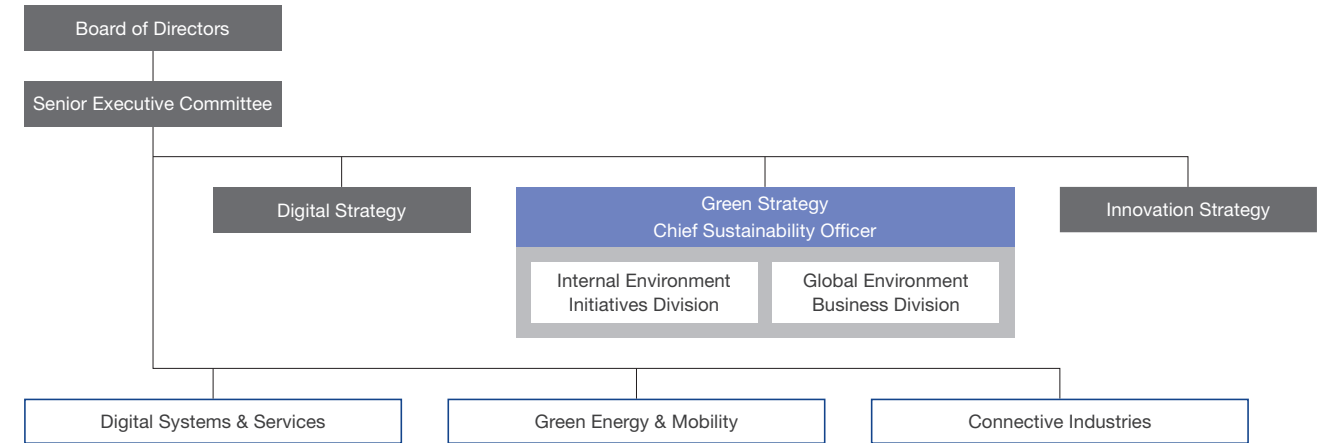 Board of Directors
Senior Executive Committee
Digital Strategy
Green Strategy
Chief Sustainability Officer
Innovation Strategy
Internal Environment
Initiatives Division
Global Environment
Business Division
Digital Systems & Services
Green Energy & Mobility
Connective Industries